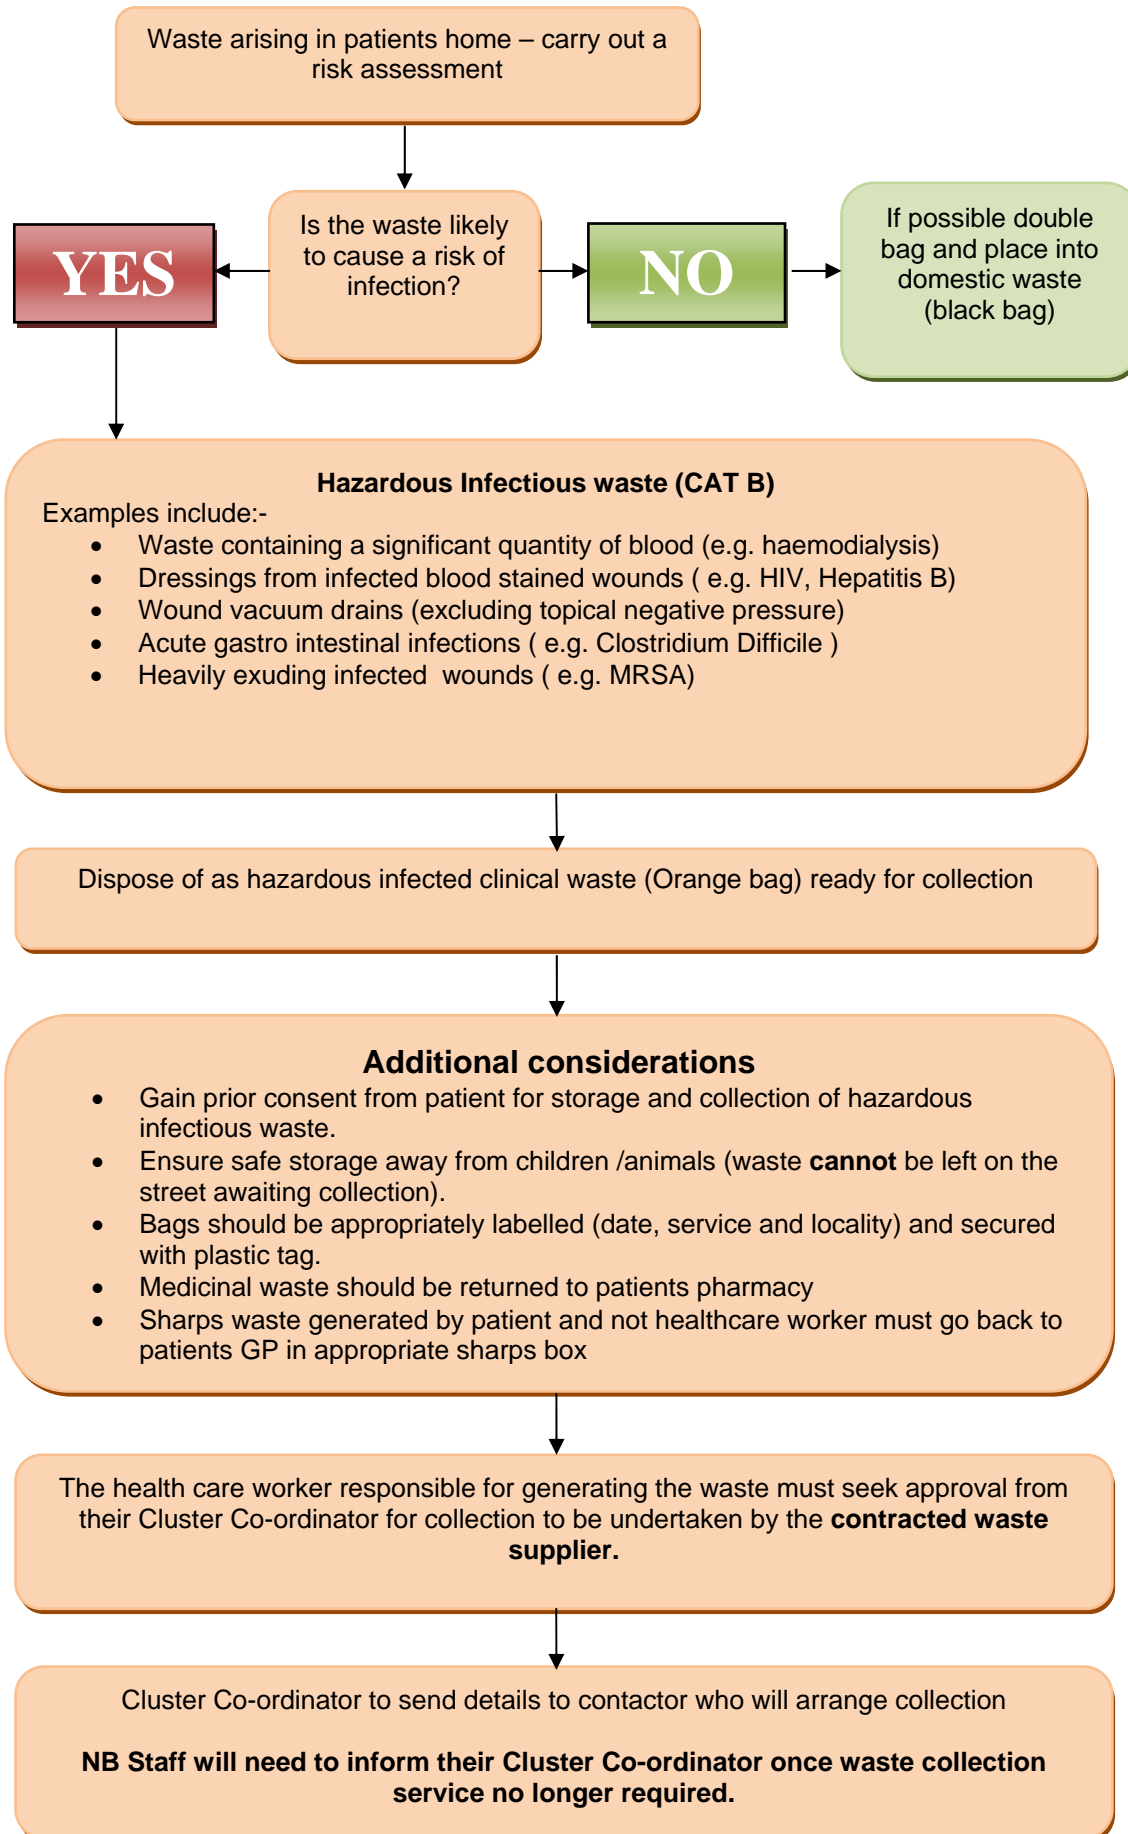 Waste arising in patients home – carry out a
risk assessment
YES
Is the waste likely
to cause a risk of
infection?
NO
If possible double
bag and place into
domestic waste
(black bag)
Hazardous Infectious waste (CAT B)
Examples include:-
• Waste containing a significant quantity of blood (e.g. haemodialysis)
• Dressings from infected blood stained wounds ( e.g. HIV, Hepatitis B)
• Wound vacuum drains (excluding topical negative pressure)
• Acute gastro intestinal infections ( e.g. Clostridium Difficile )
• Heavily exuding infected wounds ( e.g. MRSA)
Dispose of as hazardous infected clinical waste (Orange bag) ready for collection
Additional considerations
• Gain prior consent from patient for storage and collection of hazardous
infectious waste.
• Ensure safe storage away from children /animals (waste cannot be left on the
street awaiting collection).
• Bags should be appropriately labelled (date, service and locality) and secured
with plastic tag.
• Medicinal waste should be returned to patients pharmacy
• Sharps waste generated by patient and not healthcare worker must go back to
patients GP in appropriate sharps box
The health care worker responsible for generating the waste must seek approval from
their Cluster Co-ordinator for collection to be undertaken by the contracted waste
supplier.
Cluster Co-ordinator to send details to contactor who will arrange collection
NB Staff will need to inform their Cluster Co-ordinator once waste collection
service no longer required.